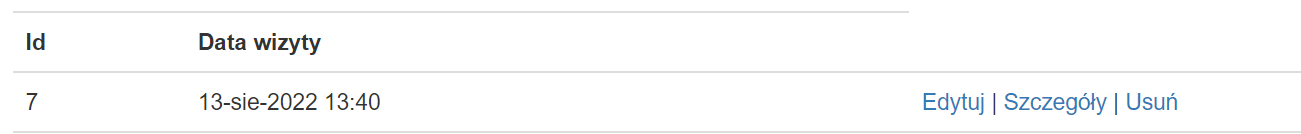 Id Data wizyty
7 13-sie-2022 13:40 Edytuj | Szczegóły | Usuń